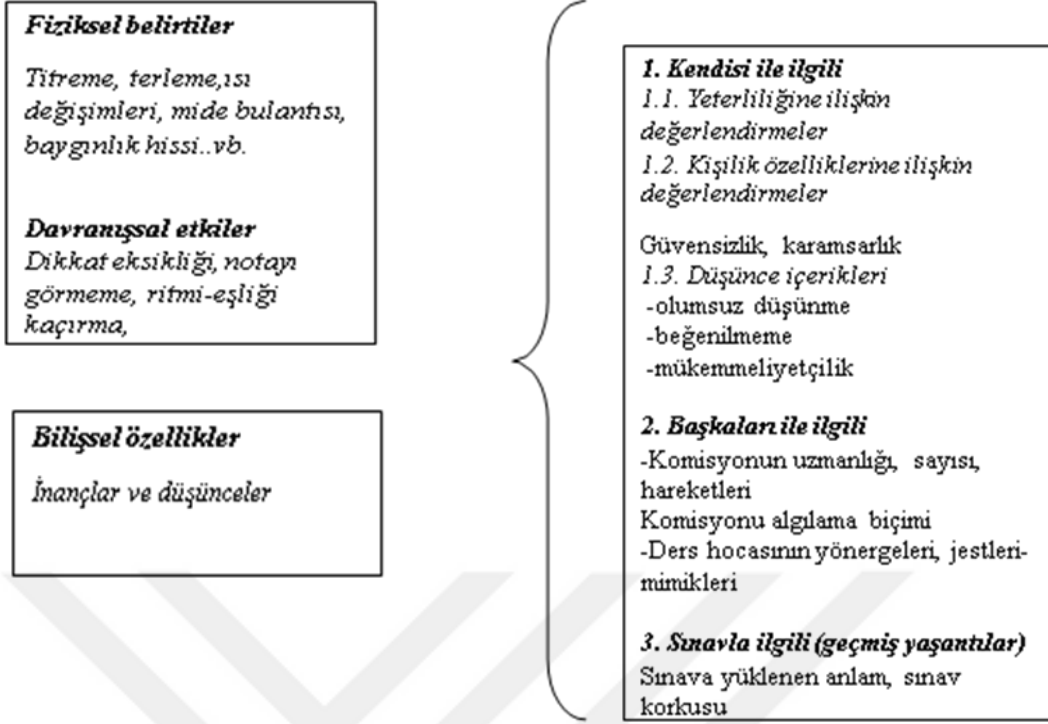 Fiziksel belirtiler
Titreme, terleme,ısı
değişimleri, mide bulantısı,
baygınlık hissi..vb.
Davranışsal etkiler
Dikkat eksikliği, notayı
görmeme, ritmi-eşliği
kaçırma,
Bilişsel özellikler
İnançlar ve düşünceler
1. Kendisi ile ilgili
1.1. Yeterliliğine ilişkin
değerlendirmeler
1.2. Kişilik özelliklerine ilişkin
değerlendirmeler
Güvensizlik, karamsarlık
1.3. Düşünce içerikleri
-olumsuz düşünme
-beğenilmeme
-mükemmeliyetçilik
2. Başkaları ile ilgili
-Komisyonun uzmanlığı, sayısı,
hareketleri
Komisyonu algılama biçimi
-Ders hocasının yönergeleri, jestleri-
mimikleri
3. Sınavla ilgili (geçmiş yaşantılar)
Sınava yüklenen anlam, sınav
korkusu